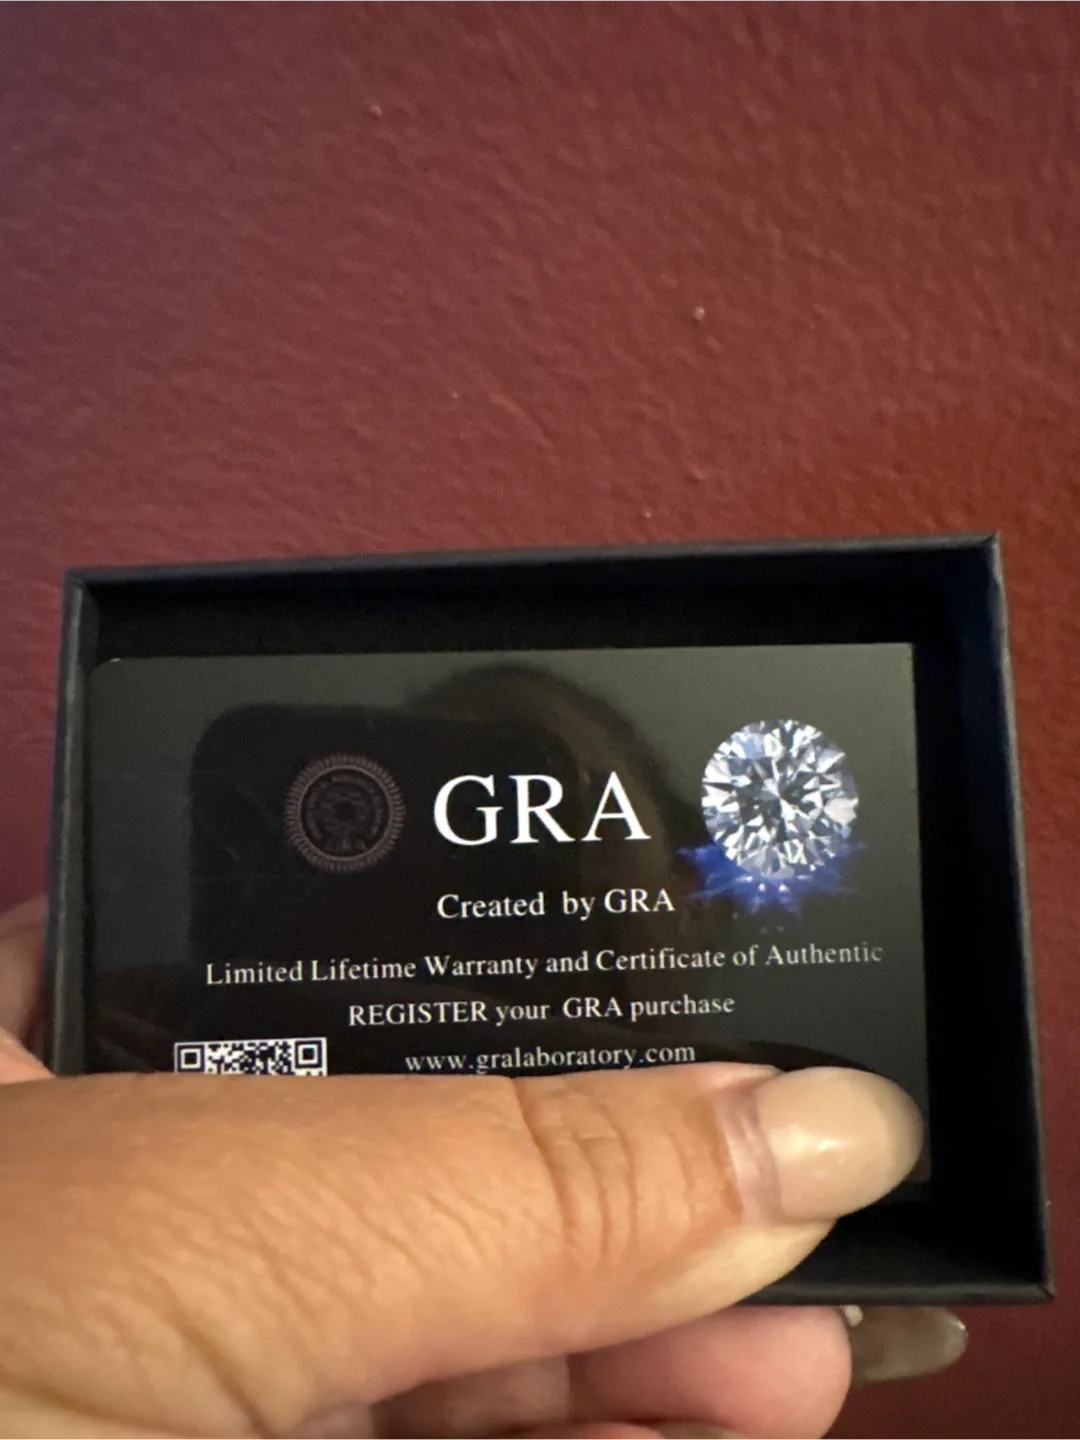 GRA
Created by GRA
Limited Lifetime Warranty and Certificate of Authentic
REGISTER your GRA purchase
www.gralaboratory.com